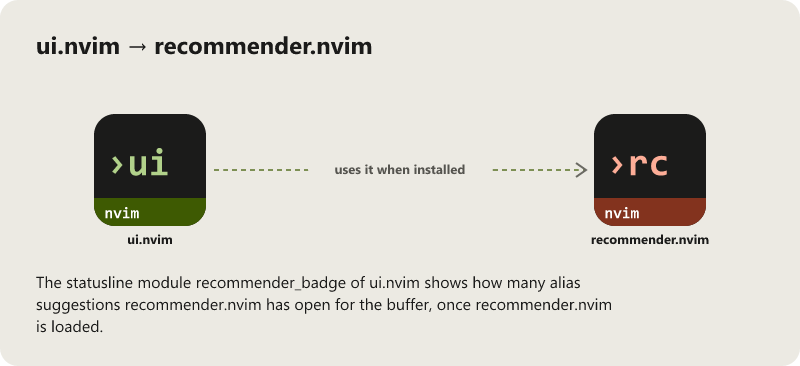 ui.nvim → recommender.nvim
›ui
nvim
ui.nvim
uses it when installed
›rc
nvim
recommender.nvim
The statusline module recommender_badge of ui.nvim shows how many alias
suggestions recommender.nvim has open for the buffer, once recommender.nvim
is loaded.